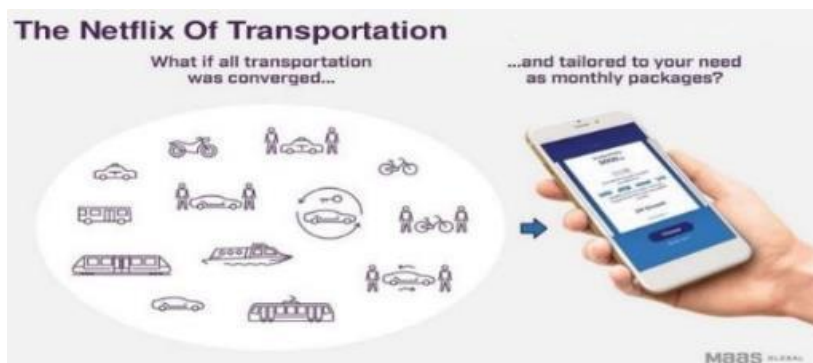 The Netflix Of Transportation
What if all transportation
was converged...
...and tailored to your need
as monthly packages?
MaaS GLOBAL